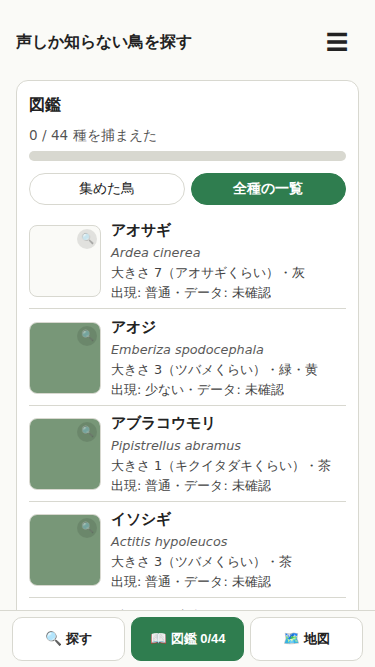 声しか知らない鳥を探す
図鑑
0 / 44 種を捕まえた
集めた鳥
全種の一覧
アオサギ
Ardea cinerea
大きさ 7（アオサギくらい）・灰
出現: 普通・データ: 未確認
アオジ
Emberiza spodocephala
大きさ 3（ツバメくらい）・緑・黄
出現: 少ない・データ: 未確認
アブラコウモリ
Pipistrellus abramus
大きさ 1（キクイタダキくらい）・茶
出現: 普通・データ: 未確認
イソシギ
Actitis hypoleucos
大きさ 3（ツバメくらい）・茶
出現: 普通・データ: 未確認
探す
図鑑 0/44
地図